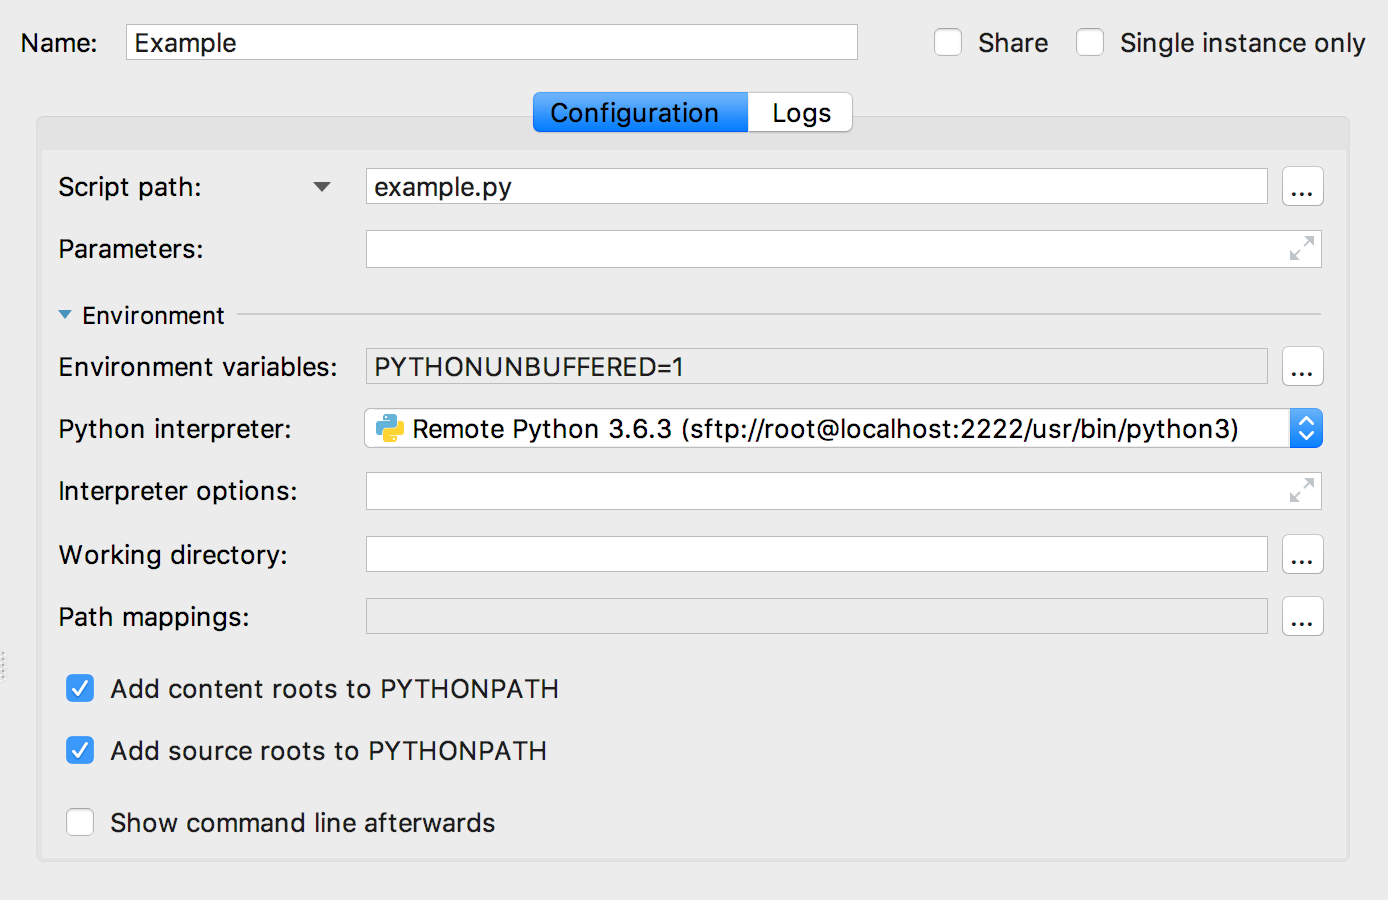 Name: Example Share Single instance only
Configuration Logs
Script path: example.py ...
Parameters:
Environment
Environment variables: PYTHONUNBUFFERED=1 ...
Python interpreter: Remote Python 3.6.3 (sftp://root@localhost:2222/usr/bin/python3)
Interpreter options:
Working directory: ...
Path mappings: ...
Add content roots to PYTHONPATH
Add source roots to PYTHONPATH
Show command line afterwards